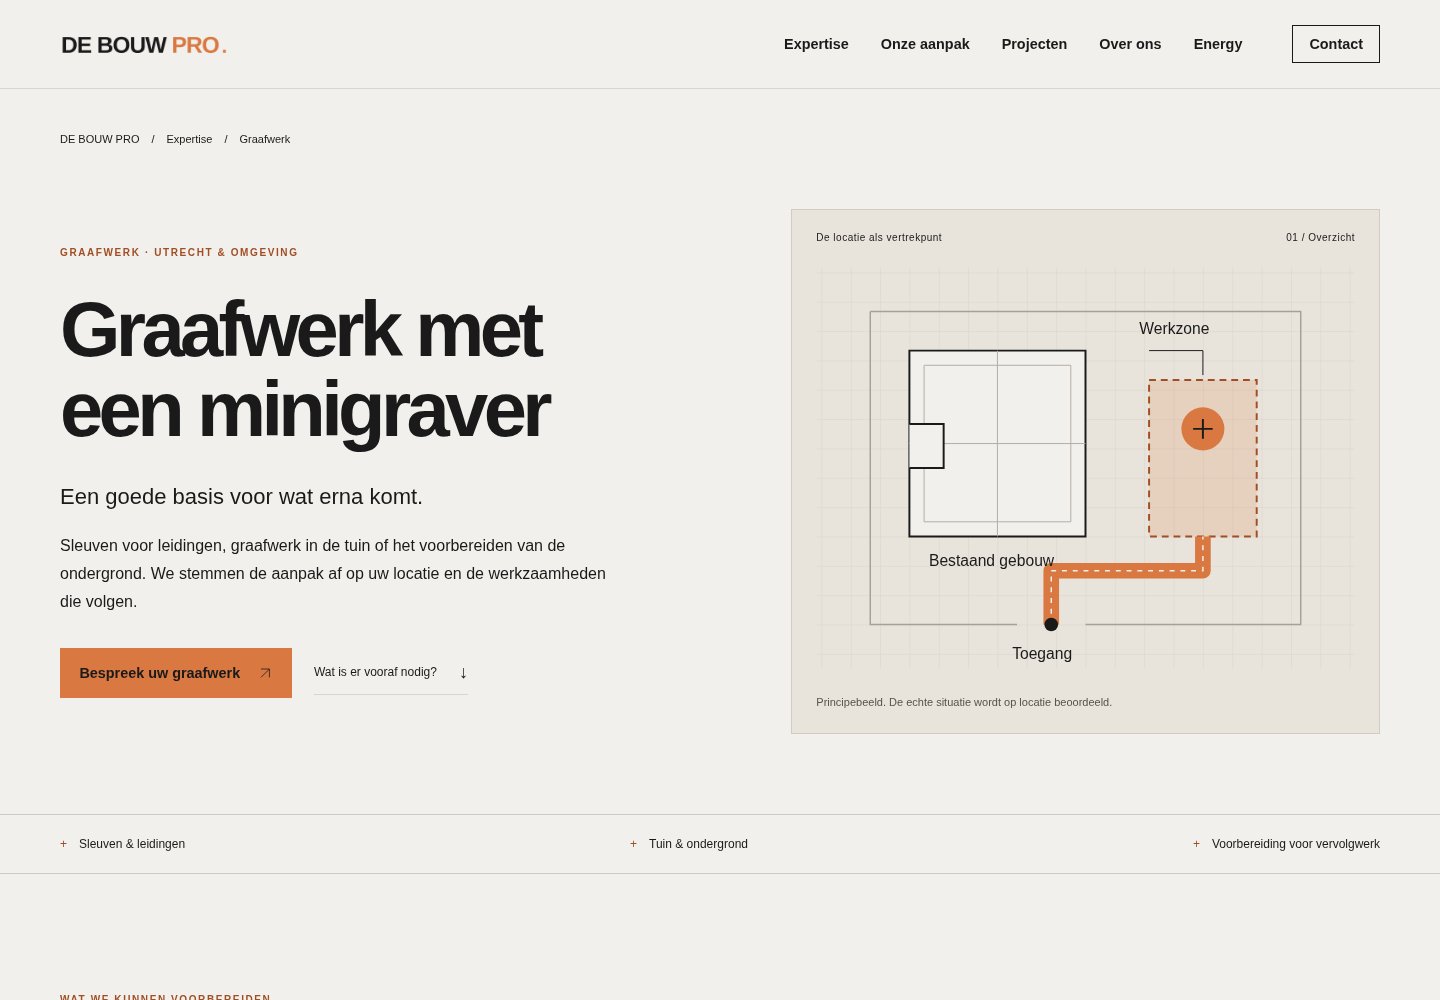 DE BOUW PRO.
Expertise
Onze aanpak
Projecten
Over ons
Energy
Contact
DE BOUW PRO / Expertise / Graafwerk
GRAAFWERK · UTRECHT & OMGEVING
Graafwerk met
een minigraver
Een goede basis voor wat erna komt.
Sleuven voor leidingen, graafwerk in de tuin of het voorbereiden van de
ondergrond. We stemmen de aanpak af op uw locatie en de werkzaamheden
die volgen.
Bespreek uw graafwerk
Wat is er vooraf nodig? ↓
De locatie als vertrekpunt
01 / Overzicht
Werkzone
Bestaand gebouw
Toegang
Principebeeld. De echte situatie wordt op locatie beoordeeld.
+ Sleuven & leidingen
+ Tuin & ondergrond
+ Voorbereiding voor vervolgwerk
WAT WE KUNNEN VOORBEREIDEN